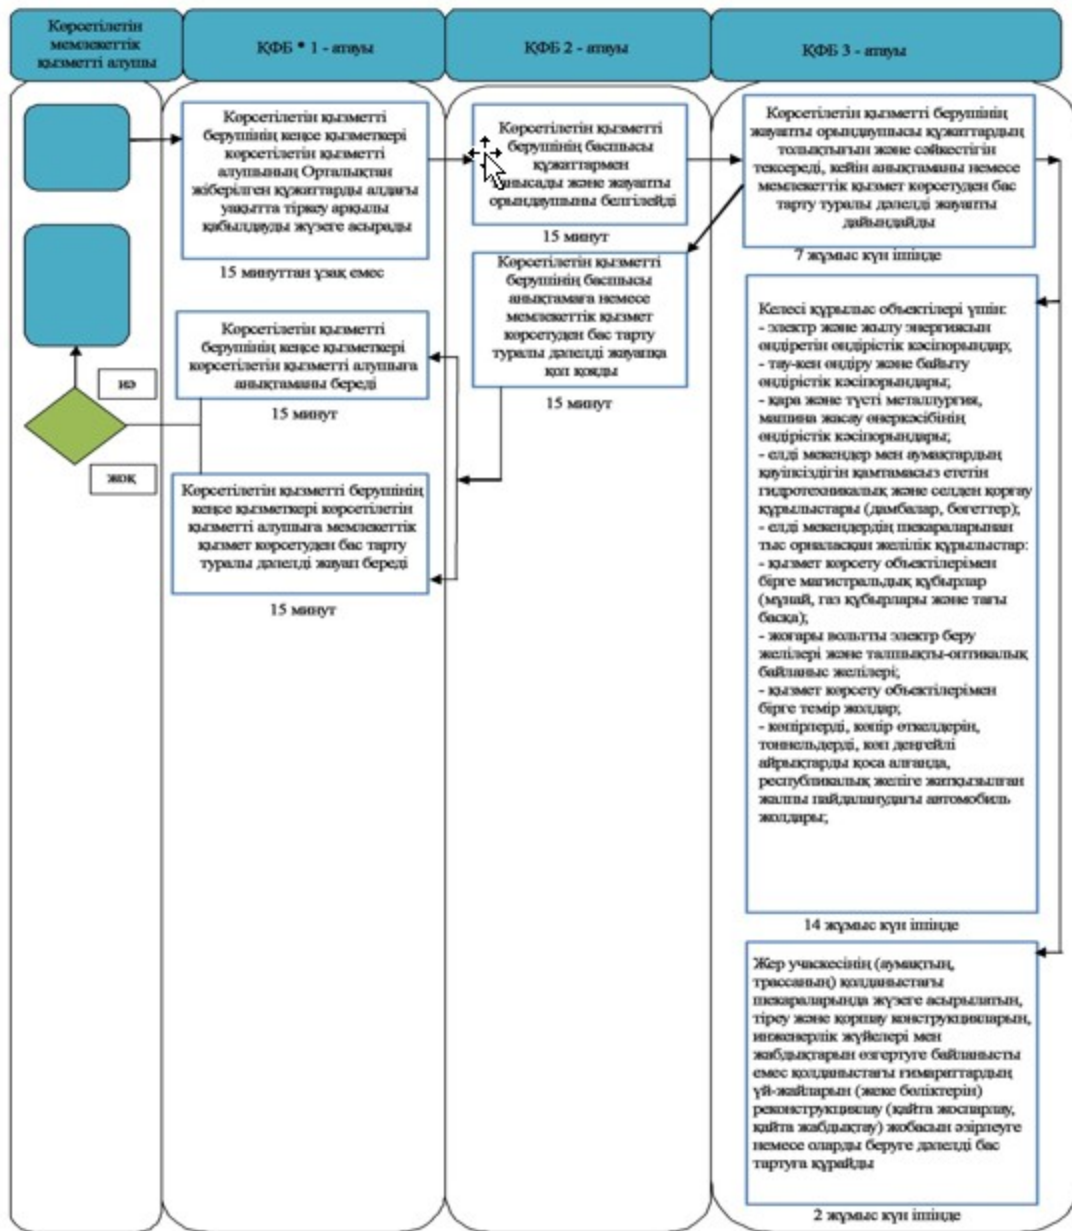 Көрсетілетін
мемлекеттік
қызметті алушы
ҚФБ * 1 - атауы
ҚФБ 2 - атауы
ҚФБ 3 - атауы
Көрсетілетін қызметті
берушінің кеңсе қызметкері
көрсетілетін қызметті
алушының Орталықтан
жіберілген құжаттарды алдағы
уақытта тіркеу арқылы
қабылдауды жүзеге асырады
15 минуттан ұзақ емес
Көрсетілетін қызметті
берушінің басшысы
құжаттармен
анысады және жауапты
орындаушыны белгілейді
15 минут
Көрсетілетін қызметті берушінің
жауапты орындаушысы құжаттардың
толықтығын және сәйкестігін
тексереді, кейін анықтаманы немесе
мемлекеттік қызмет көрсетуден бас
тарту туралы дәлелді жауапты
дайындайды
7 жұмыс күн ішінде
Көрсетілетін қызметті
берушінің басшысы
анықтамаға немесе
мемлекеттік қызмет
көрсетуден бас тарту
туралы дәлелді жауапқа
қол қояды
15 минут
Көрсетілетін қызметті
берушінің кеңсе қызметкері
көрсетілетін қызметті алушыға
анықтаманы береді
15 минут
иә
жоқ
Көрсетілетін қызметті берушінің
кеңсе қызметкері көрсетілетін
қызметті алушыға мемлекеттік
қызмет көрсетуден бас тарту
туралы дәлелді жауап береді
15 минут
Келесі құрылыс объектілері үшін:
- электр және жылу энергиясын
өндіретін өндірістік кәсіпорындар;
- тау-кен өндіру және байыту
өндірістік кәсіпорындары;
- қара және түсті металлургия,
машина жасау өнеркәсібінің
өндірістік кәсіпорындары;
- елді мекендер мен аумақтардың
қауіпсіздігін қамтамасыз ететін
гидротехникалық және селден қорғау
құрылыстары (дамбалар, бөгеттер);
- елді мекендердің шекараларынан
тыс орналасқан желілік құрылыстар:
- қызмет көрсету объектілерімен
бірге магистральдық құбырлар
(мұнай, газ құбырлары және тағы
басқа);
- жоғары вольтты электр беру
желілері және талшықты-оптикалық
байланыс желілері;
- қызмет көрсету объектілерімен
бірге темір жолдар;
- көпірлерді, көпір өткелдерін,
тоннельдерді, көп деңгейлі
айрықтарды қоса алғанда,
республикалық желіге жатқызылған
жалпы пайдаланудағы автомобиль
жолдары;
14 жұмыс күн ішінде
Жер учаскесінің (аумақтың,
трассаның) қолданыстағы
шекараларында жүзеге асырылатын,
тіреу және қоршау конструкцияларын,
инженерлік жүйелері мен
жабдықтарын өзгертуге байланысты
емес қолданыстағы ғимараттардың
үй-жайларын (жеке бөліктерін)
реконструкциялау (қайта жоспарлау,
қайта жабдықтау) жобасын әзірлеуге
немесе оларды беруге дәлелді бас
тартуға құрайды
2 жұмыс күн ішінде